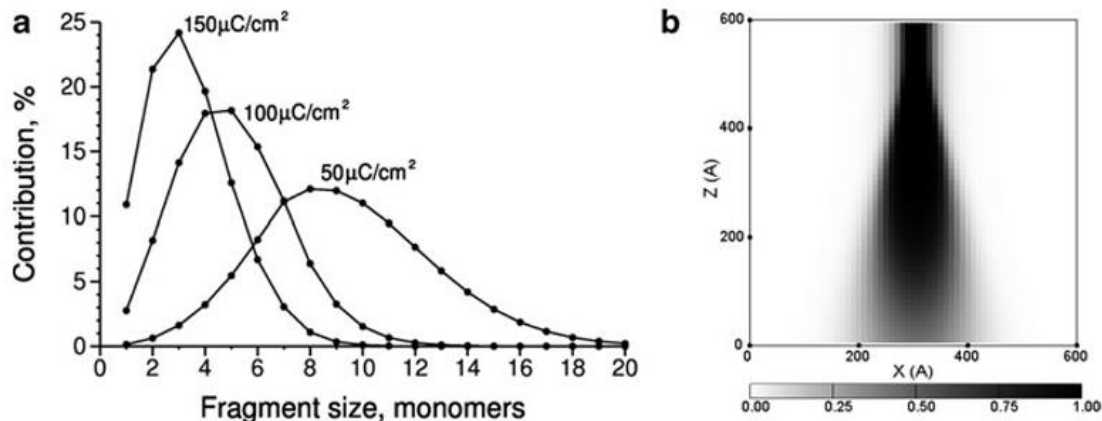 a
150μC/cm²
100μC/cm²
50μC/cm²
Contribution, %
25
20
15
10
5
0
0 2 4 6 8 10 12 14 16 18 20
Fragment size, monomers
b
600
400
200
0
Z (A)
0 200 400 600
X (A)
0.00 0.25 0.50 0.75 1.00